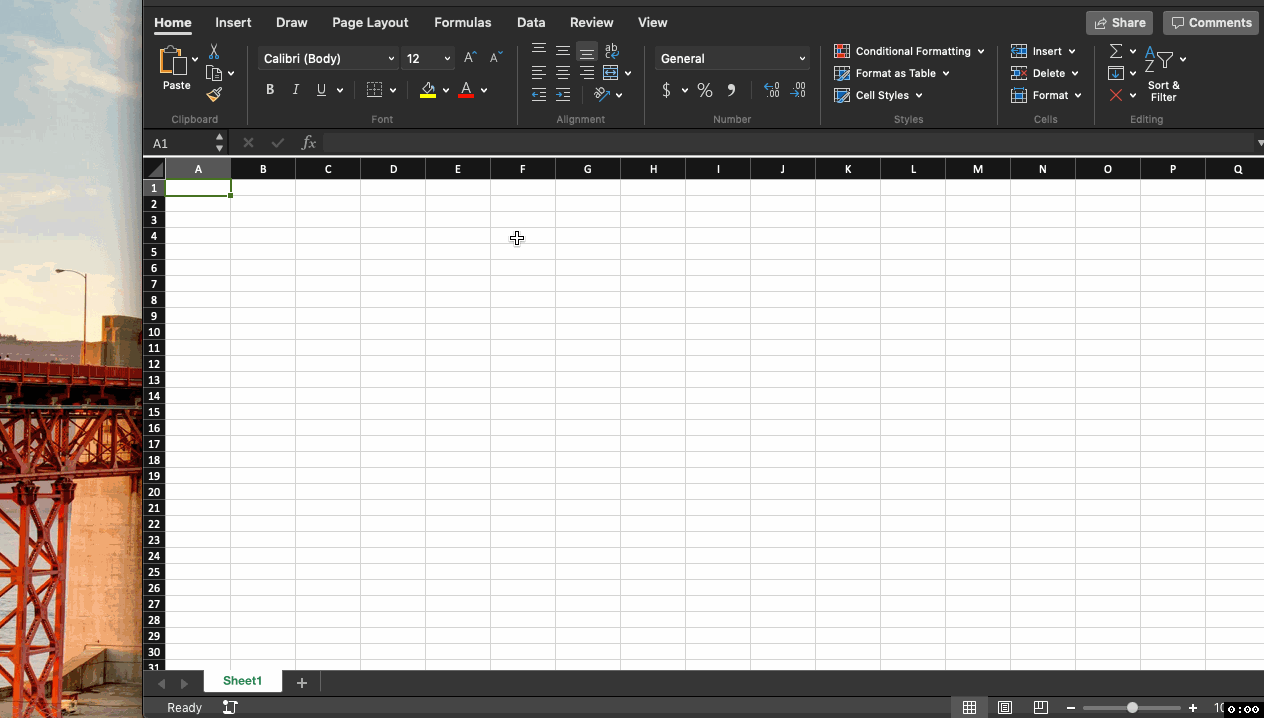 Home Insert Draw Page Layout Formulas Data Review View Share Comments
Paste
Calibri (Body) 12
B I U A
General
$ % 9
Conditional Formatting
Format as Table
Cell Styles
Insert
Delete
Format
Sort & Filter
Clipboard Font Alignment Number Styles Cells Editing
A1 fx
A B C D E F G H I J K L M N O P Q
1
2
3
4
5
6
7
8
9
10
11
12
13
14
15
16
17
18
19
20
21
22
23
24
25
26
27
28
29
30
31
Sheet1 +
Ready
0:00